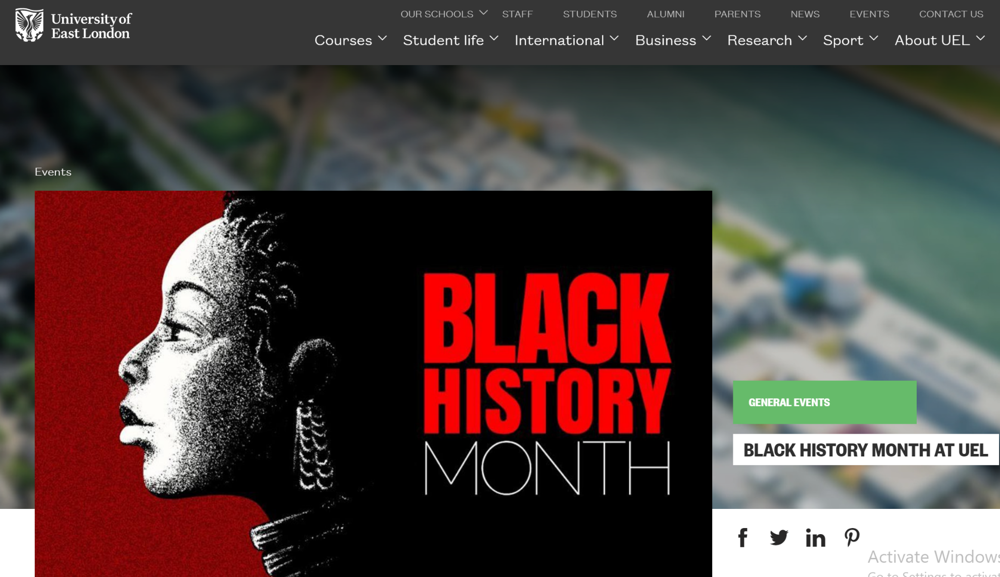 University of
East London
OUR SCHOOLS
STAFF
STUDENTS
ALUMNI
PARENTS
NEWS
EVENTS
CONTACT US
Courses
Student life
International
Business
Research
Sport
About UEL
Events
BLACK
HISTORY
MONTH
GENERAL EVENTS
BLACK HISTORY MONTH AT UEL
Activate Windows
Go to Settings to activat